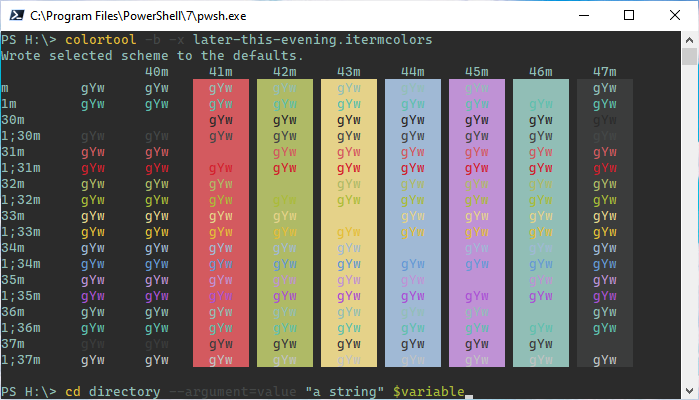 C:\Program Files\PowerShell\7\pwsh.exe
PS H:\> colortool -b -x later-this-evening.itermcolors
Wrote selected scheme to the defaults.
40m 41m 42m 43m 44m 45m 46m 47m
m gYw gYw gYw gYw gYw gYw gYw gYw
1m gYw gYw gYw gYw gYw gYw gYw gYw gYw
30m gYw gYw gYw gYw gYw gYw gYw
1;30m gYw gYw gYw gYw gYw gYw gYw gYw
31m gYw gYw gYw gYw gYw gYw gYw gYw
1;31m gYw gYw gYw gYw gYw gYw gYw gYw gYw
32m gYw gYw gYw gYw gYw gYw gYw gYw
1;32m gYw gYw gYw gYw gYw gYw gYw gYw gYw
33m gYw gYw gYw gYw gYw gYw gYw gYw
1;33m gYw gYw gYw gYw gYw gYw gYw gYw gYw
34m gYw gYw gYw gYw gYw gYw gYw gYw
1;34m gYw gYw gYw gYw gYw gYw gYw gYw gYw
35m gYw gYw gYw gYw gYw gYw gYw gYw
1;35m gYw gYw gYw gYw gYw gYw gYw gYw gYw
36m gYw gYw gYw gYw gYw gYw gYw gYw
1;36m gYw gYw gYw gYw gYw gYw gYw gYw gYw
37m gYw gYw gYw gYw gYw gYw gYw gYw
1;37m gYw gYw gYw gYw gYw gYw gYw gYw gYw
PS H:\> cd directory --argument=value "a string" $variable